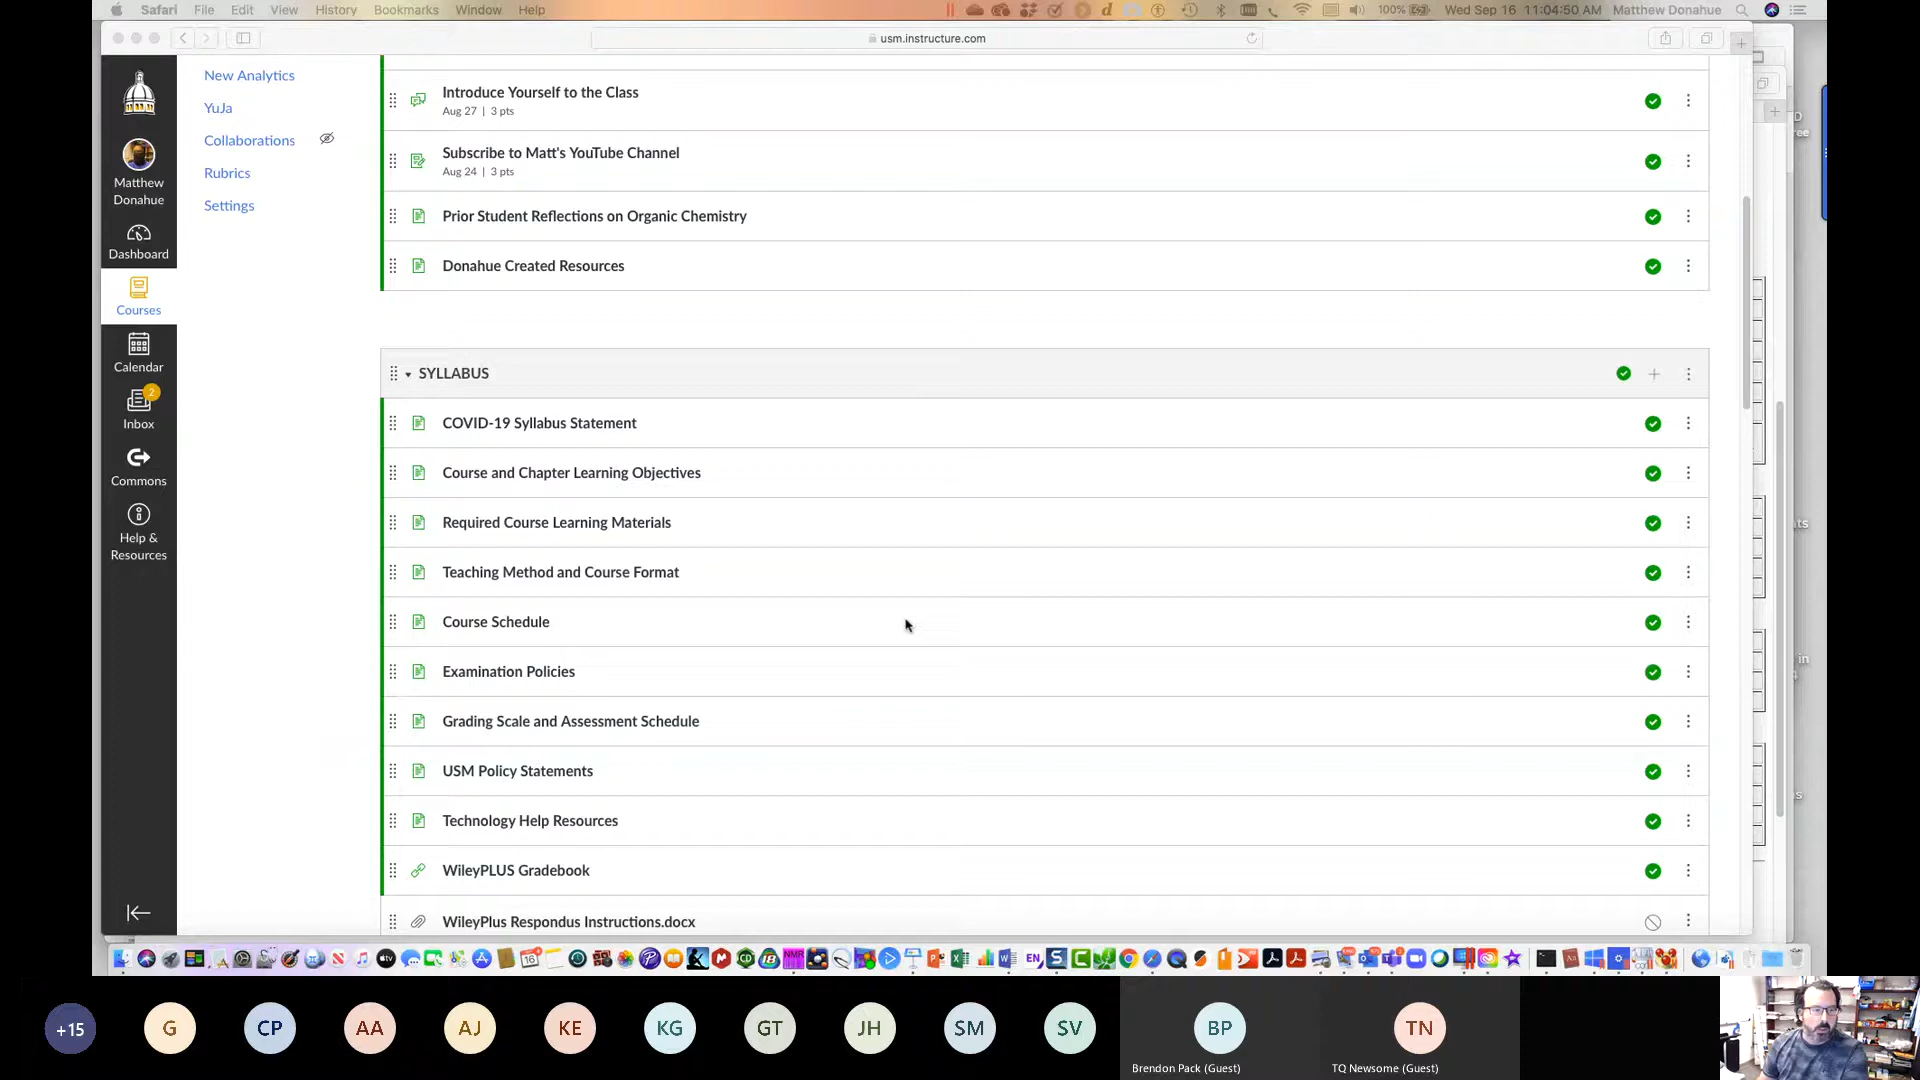 Safari File Edit View History Bookmarks Window Help
100% Wed Sep 16 11:04:50 AM Matthew Donahue
usm.instructure.com
New Analytics
YuJa
Collaborations
Rubrics
Settings
Matthew
Donahue
Dashboard
Courses
Calendar
2
Inbox
Commons
Help &
Resources
Introduce Yourself to the Class
Aug 27 | 3 pts
Subscribe to Matt's YouTube Channel
Aug 24 | 3 pts
Prior Student Reflections on Organic Chemistry
Donahue Created Resources
SYLLABUS
COVID-19 Syllabus Statement
Course and Chapter Learning Objectives
Required Course Learning Materials
Teaching Method and Course Format
Course Schedule
Examination Policies
Grading Scale and Assessment Schedule
USM Policy Statements
Technology Help Resources
WileyPLUS Gradebook
WileyPlus Respondus Instructions.docx
+15
G
CP
AA
AJ
KE
KG
GT
JH
SM
SV
BP
TN
Brendon Pack (Guest)
TQ Newsome (Guest)